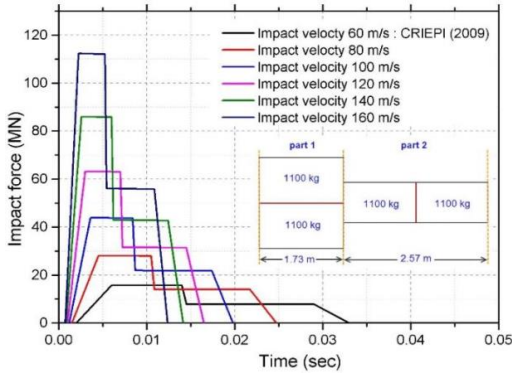 Impact velocty 60 m/s : CRIEPI (2009)
Impact velocty 80 m/s
Impact velocity 100 m/s
Impact velocity 120 m/s
Impact velocity 140 m/s
Impact velocity 160 m/s
part 1 part 2
1100 kg
1100 kg 1100 kg
1100 kg
1.73 m 2.57 m
Impact force (MN)
120
100
80
60
40
20
0
0.00 0.01 0.02 0.03 0.04 0.05
Time (sec)